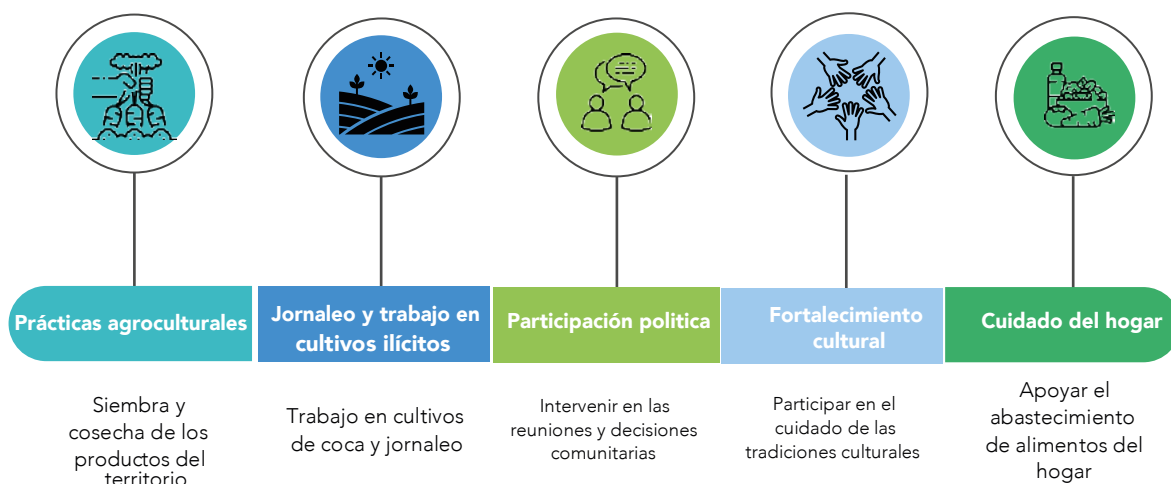 Prácticas agroculturales
Jornaleo y trabajo en
cultivos ilícitos
Participación politica
Fortalecimiento
cultural
Cuidado del hogar
Siembra y
cosecha de los
productos del
territorio
Trabajo en cultivos
de coca y jornaleo
Intervenir en las
reuniones y decisiones
comunitarias
Participar en el
cuidado de las
tradiciones culturales
Apoyar el
abastecimiento
de alimentos del
hogar